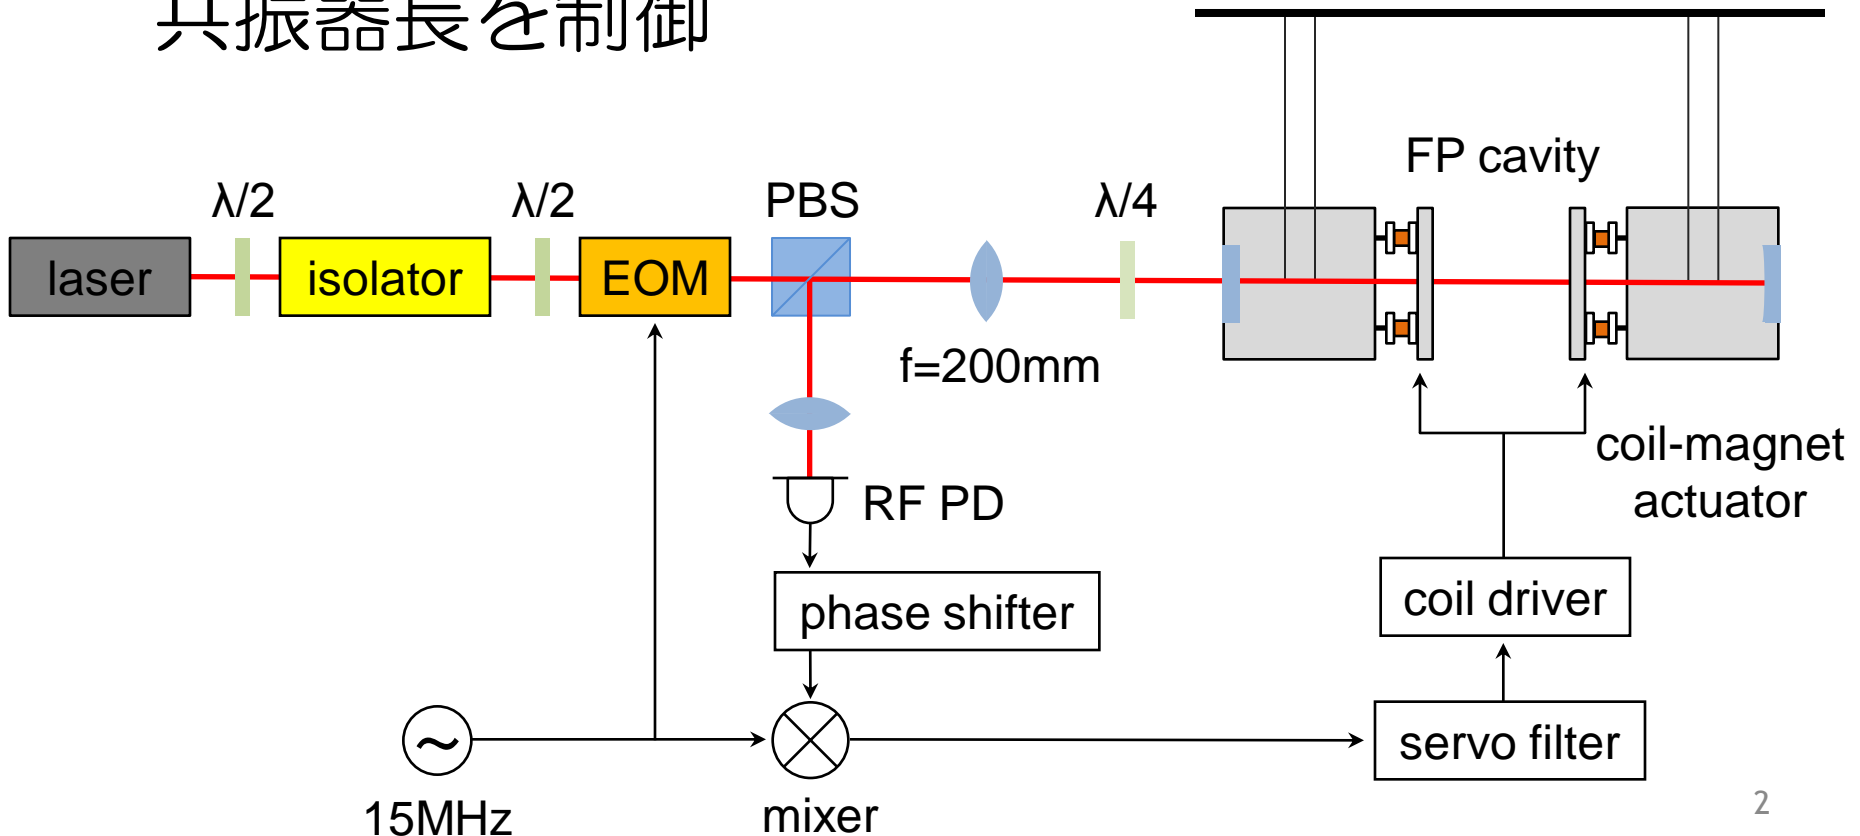 共振器長を制御
FP cavity
λ/2
λ/2
PBS
λ/4
laser
isolator
EOM
f=200mm
coil-magnet
actuator
RF PD
phase shifter
coil driver
~
servo filter
15MHz
mixer
2